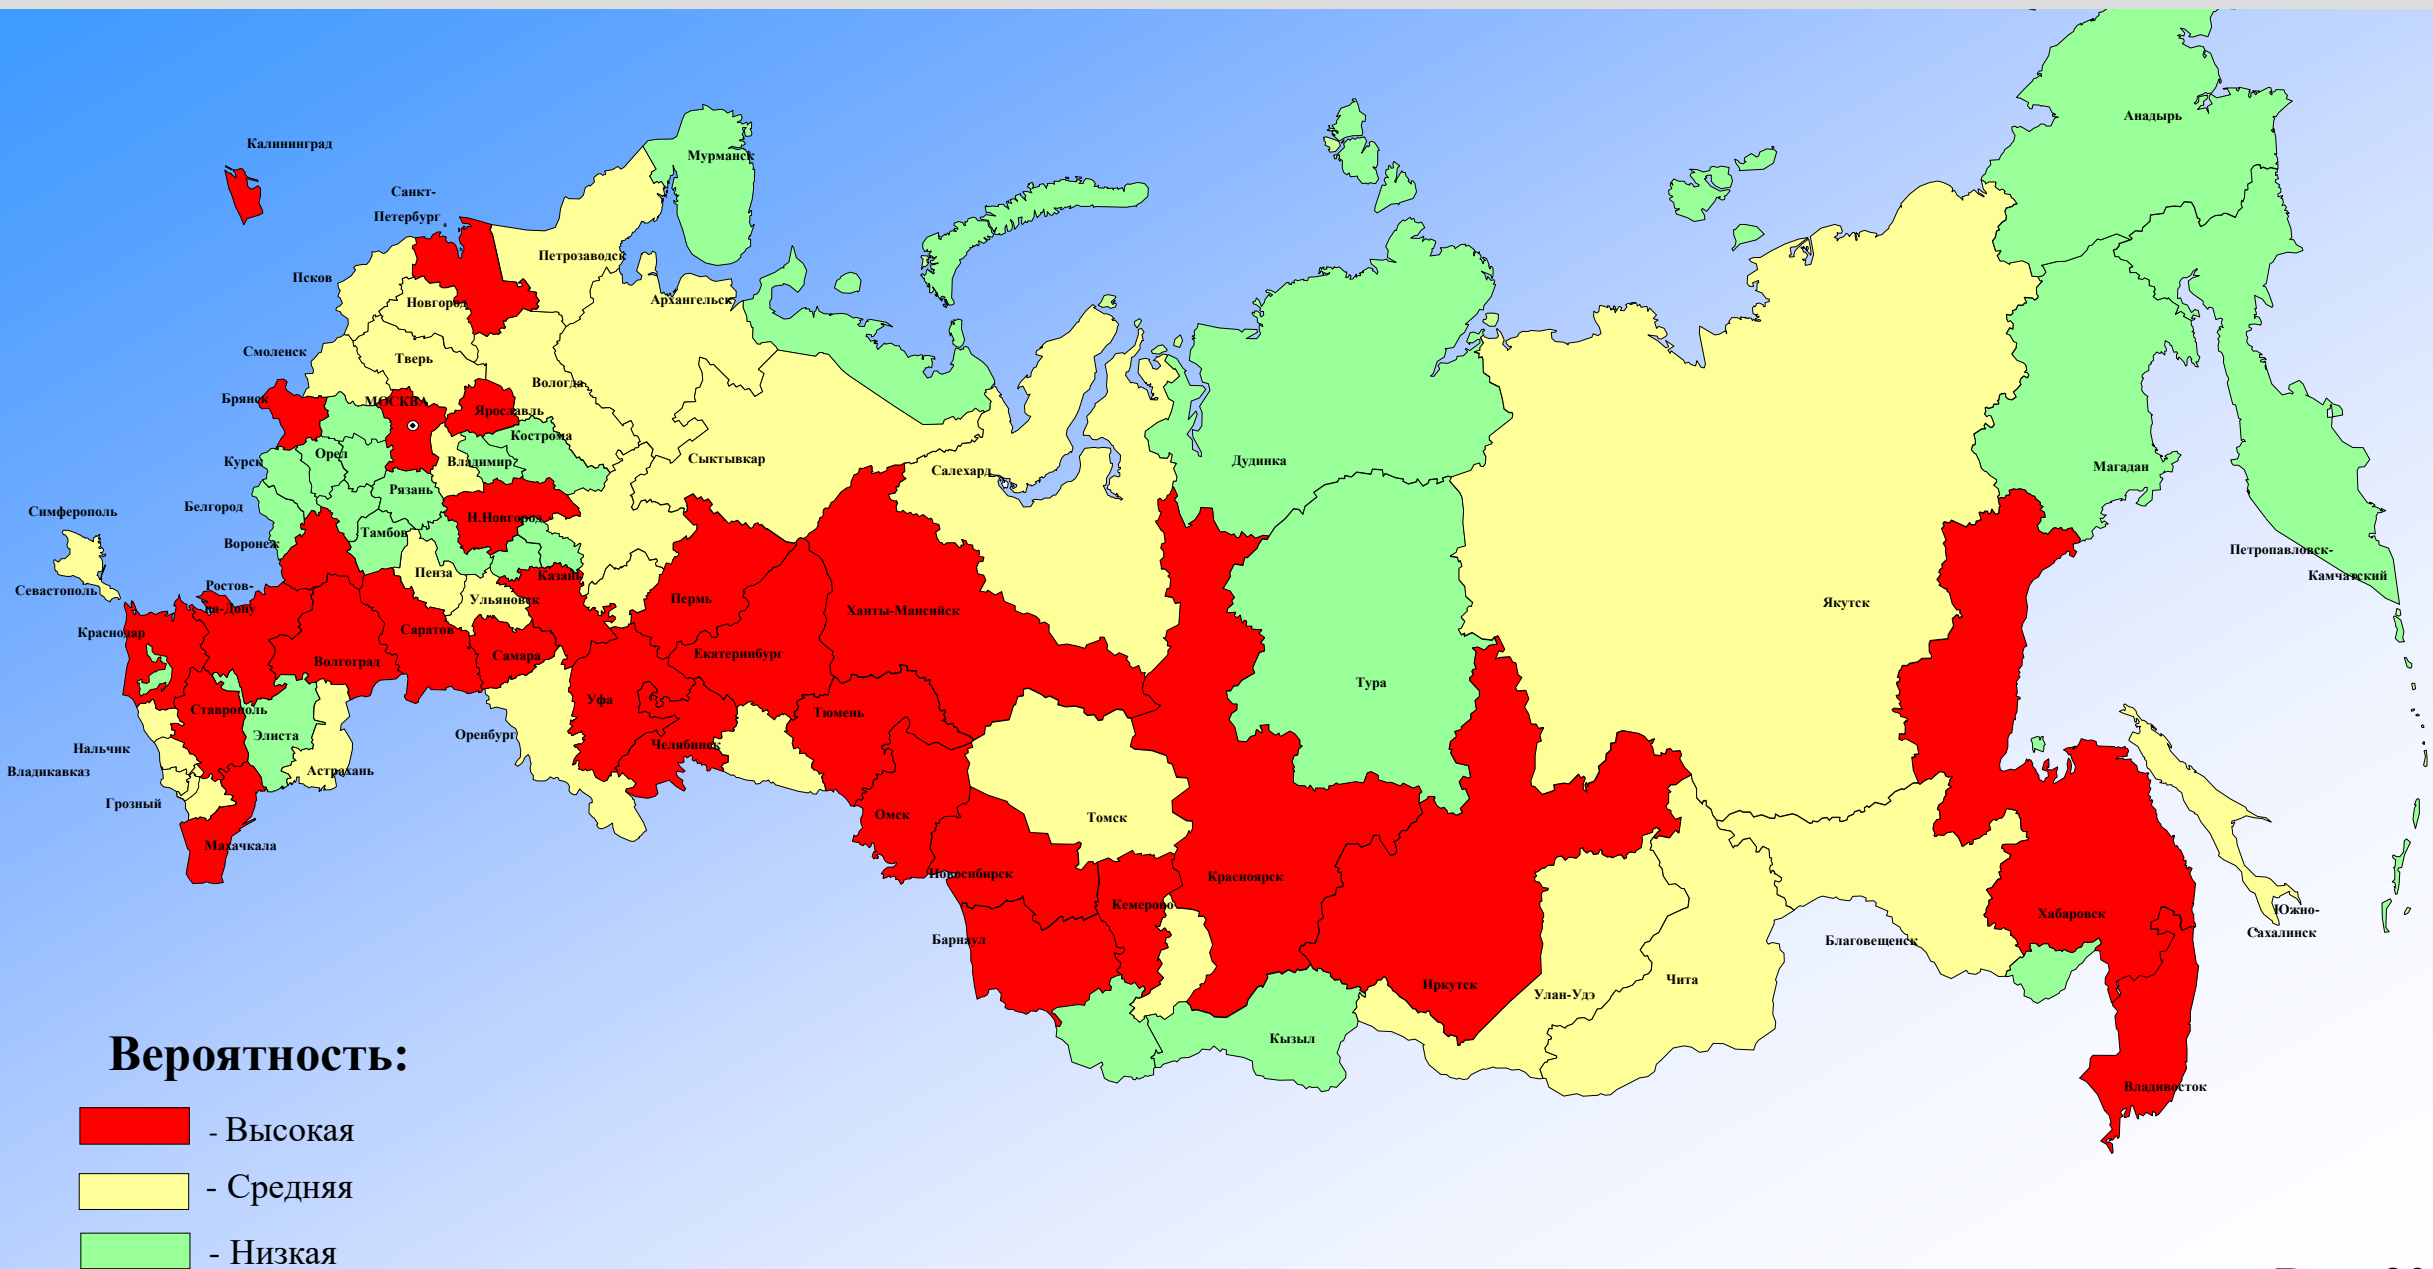 Анадырь
Калининград
Мурманск
Санкт-
Петербург
Петрозаводск
Псков
Архангельск
Новгород
Смоленск
Тверь
Вологда
Брянск
МОСКВА
Ярославль
Кострома
Орел
Курск
Владимир
Сыктывкар
Салехард
Дудинка
Магадан
Рязань
Белгород
Симферополь
Н.Новгород
Тамбов
Воронеж
Петропавловск-
Камчатский
Пенза
Казань
Севастополь
Ростов-
на-Дону
Ульяновск
Пермь
Ханты-Мансийск
Якутск
Краснодар
Саратов
Самара
Екатеринбург
Волгоград
Тура
Уфа
Ставрополь
Тюмень
Элиста
Оренбург
Челябинск
Нальчик
Владикавказ
Астрахань
Грозный
Омск
Томск
Махачкала
Новосибирск
Красноярск
Кемерово
Хабаровск
Южно-
Сахалинск
Барнаул
Благовещенск
Чита
Иркутск
Улан-Удэ
Кызыл
Владивосток
Вероятность:
- Высокая
- Средняя
- Низкая